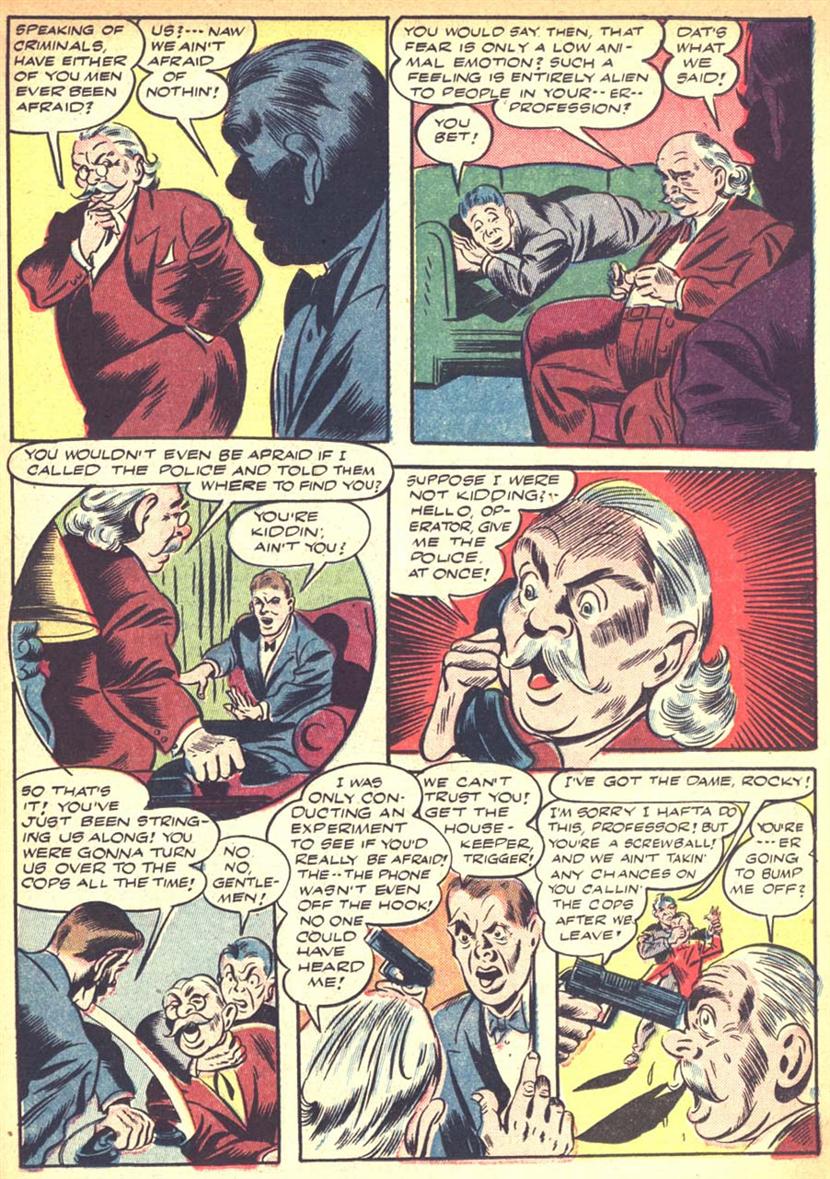 SPEAKING OF
CRIMINALS,
HAVE EITHER
OF YOU MEN
EVER BEEN
AFRAID?
US?--- NAW
WE AIN'T
AFRAID
OF
NOTHIN'!
YOU WOULD SAY, THEN, THAT
FEAR IS ONLY A LOW ANI-
MAL EMOTION? SUCH A
FEELING IS ENTIRELY ALIEN
TO PEOPLE IN YOUR--ER--
PROFESSION?
YOU
BET!
DAT'S
WHAT
WE
SAID!
YOU WOULDN'T EVEN BE AFRAID IF I
CALLED THE POLICE AND TOLD THEM
WHERE TO FIND YOU?
YOU'RE
KIDDIN',
AIN'T YOU?
SUPPOSE I WERE
NOT KIDDING?--
HELLO, OP-
ERATOR, GIVE
ME THE
POLICE,
AT ONCE!
SO THAT'S
IT! YOU'VE
JUST BEEN STRING-
ING US ALONG! YOU
WERE GONNA TURN
US OVER TO THE
COPS ALL THE TIME!
NO,
NO,
GENTLE-
MEN!
I WAS
ONLY CON-
DUCTING AN
EXPERIMENT
TO SEE IF YOU'D
REALLY BE AFRAID!
THE--THE PHONE
WASN'T EVEN
OFF THE HOOK!
NO ONE
COULD
HAVE
HEARD
ME!
WE CAN'T
TRUST YOU!
GET THE
HOUSE-
KEEPER,
TRIGGER!
I'VE GOT THE DAME, ROCKY!
I'M SORRY I HAFTA DO
THIS, PROFESSOR! BUT
YOU'RE A SCREWBALL!
AND WE AIN'T TAKIN'
ANY CHANCES ON
YOU CALLIN'
THE COPS
AFTER WE
LEAVE!
YOU'RE
---ER
GOING
TO BUMP
ME OFF?